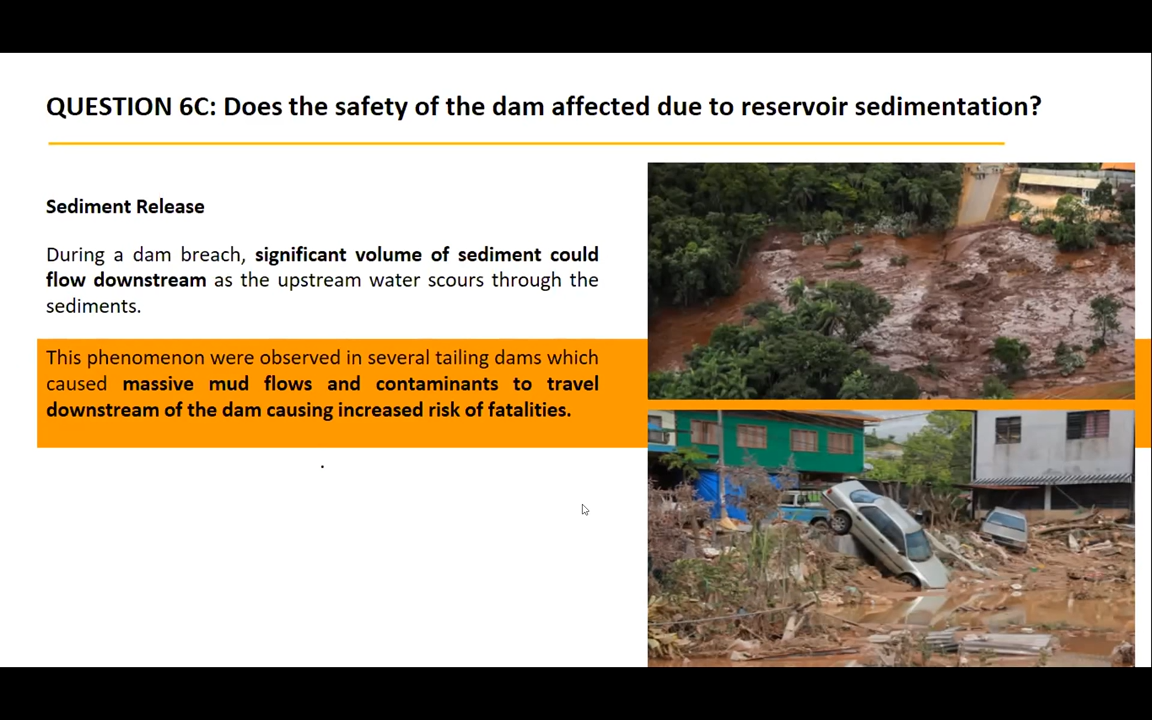 QUESTION 6C: Does the safety of the dam affected due to reservoir sedimentation?
Sediment Release
During a dam breach, significant volume of sediment could
flow downstream as the upstream water scours through the
sediments.
This phenomenon were observed in several tailing dams which
caused massive mud flows and contaminants to travel
downstream of the dam causing increased risk of fatalities.
.